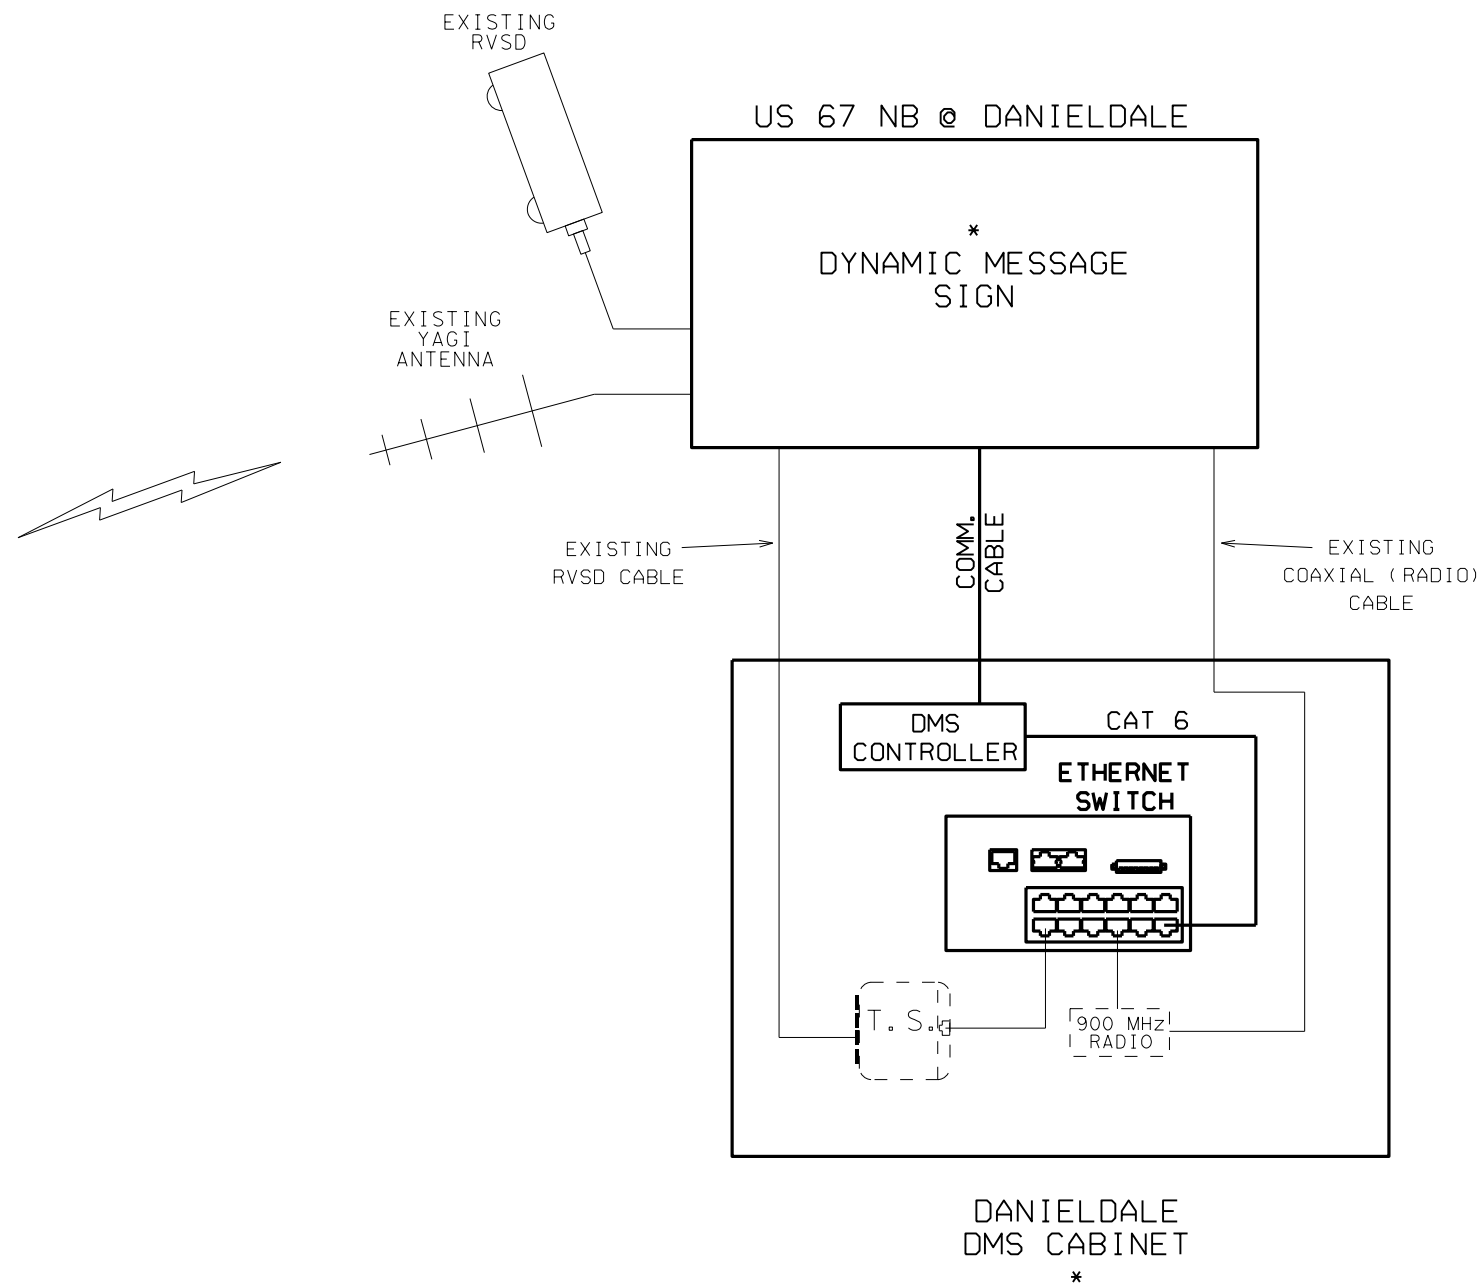 EXISTING
RVSD
US 67 NB @ DANIELDALE
*
DYNAMIC MESSAGE
SIGN
EXISTING
YAGI
ANTENNA
COMM.
CABLE
EXISTING
RVSD CABLE
EXISTING
COAXIAL (RADIO)
CABLE
DMS
CONTROLLER
CAT 6
ETHERNET
SWITCH
T.S.
900 MHz
RADIO
DANIELDALE
DMS CABINET
*